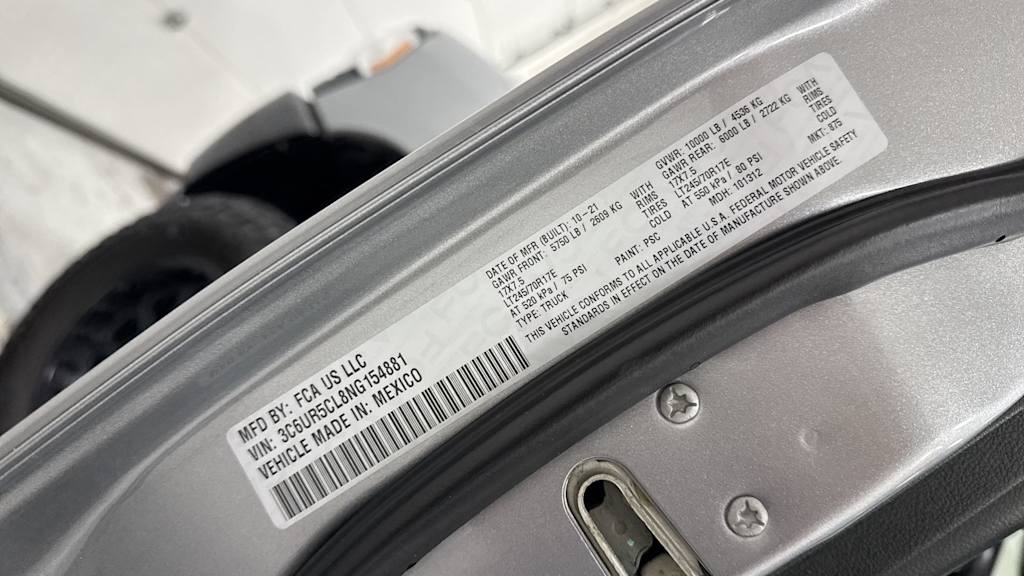 MFD BY: FCA US LLC
VIN: 3C6UR5CL8NG154881
VEHICLE MADE IN: MEXICO
DATE OF MFR (BUILT): 10-21 GVWR: 10000 LB / 4536 KG
GAWR FRONT: 5750 LB / 2609 KG WITH GAWR REAR: 6000 LB / 2722 KG WITH
17X7.5 RIMS 17X7.5 RIMS
LT245/70R17E TIRES LT245/70R17E TIRES
AT 520 kPa / 75 PSI COLD AT 550 kPa / 80 PSI COLD
TYPE: TRUCK PAINT: PSC MDH: 101312 MKT: 875
THIS VEHICLE CONFORMS TO ALL APPLICABLE U.S.A. FEDERAL MOTOR VEHICLE SAFETY
STANDARDS IN EFFECT ON THE DATE OF MANUFACTURE SHOWN ABOVE.